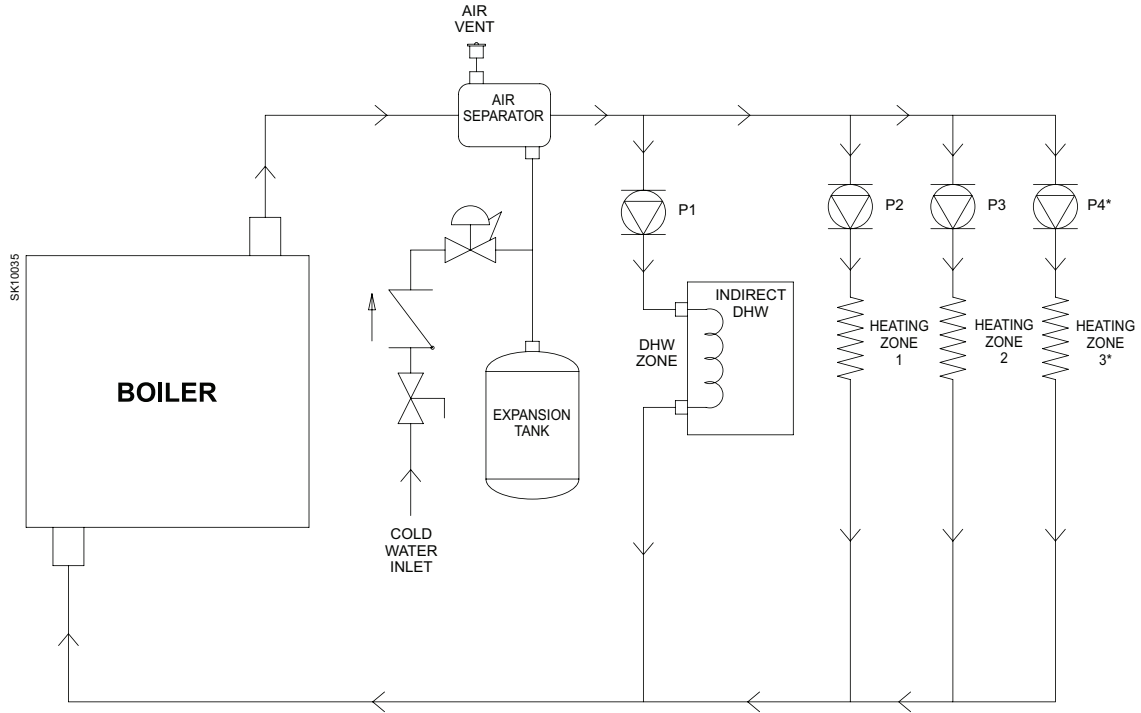 AIR
VENT
AIR
SEPARATOR
P1
P2
P3
P4*
SK10035
BOILER
INDIRECT
DHW
DHW
ZONE
HEATING
ZONE
1
HEATING
ZONE
2
HEATING
ZONE
3*
EXPANSION
TANK
COLD
WATER
INLET